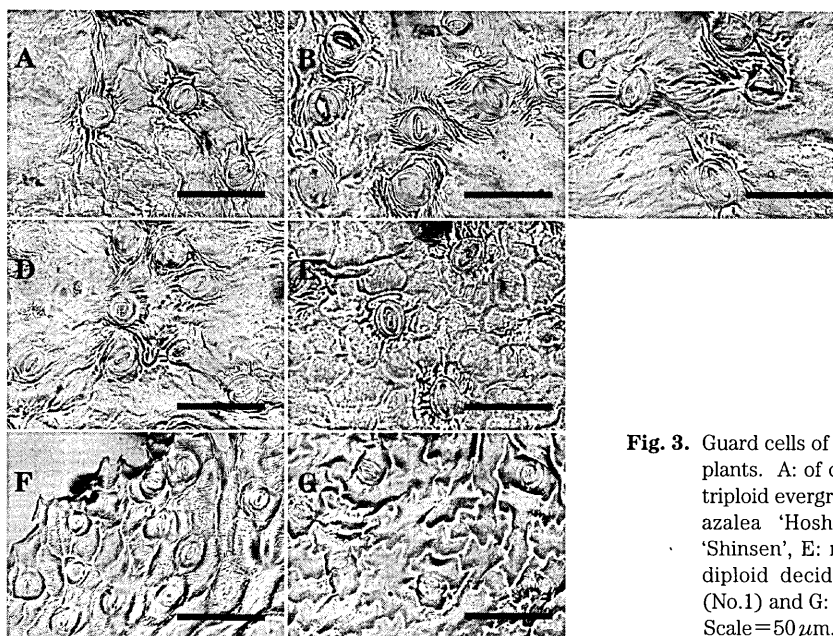 A
B
C
D
E
F
G
Fig. 3. Guard cells of
plants. A: of d
triploid evergr
azalea 'Hosh
'Shinsen', E: r
diploid decid
(No.1) and G:
Scale=50μm.